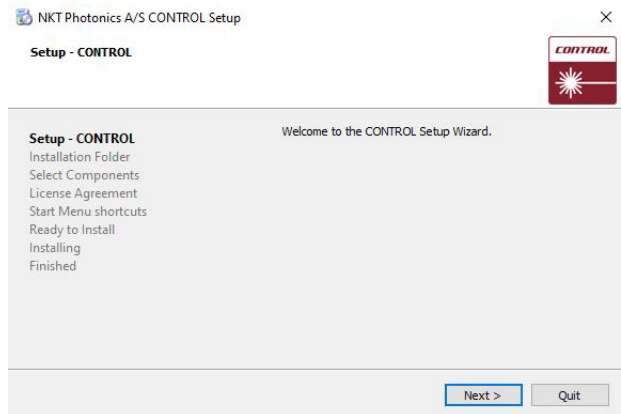 NKT Photonics A/S CONTROL Setup
Setup - CONTROL
CONTROL
Setup - CONTROL
Installation Folder
Select Components
License Agreement
Start Menu shortcuts
Ready to Install
Installing
Finished
Welcome to the CONTROL Setup Wizard.
Next >
Quit